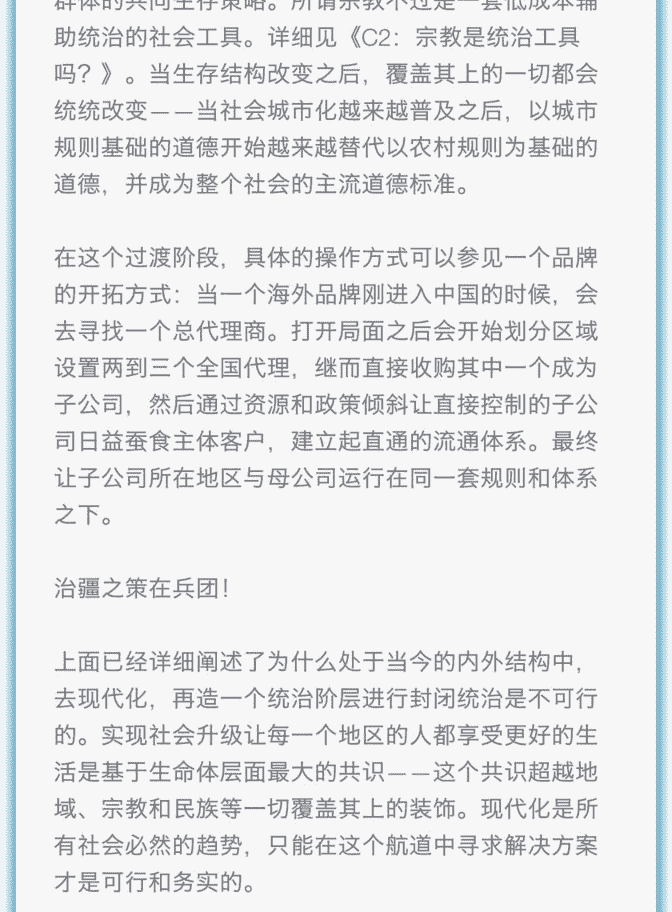 群体的共同生存策略。所谓宗教不过是一套低成本辅
助统治的社会工具。详细见《C2：宗教是统治工具
吗？》。当生存结构改变之后，覆盖其上的一切都会
统统改变——当社会城市化越来越普及之后，以城市
规则基础的道德开始越来越替代以农村规则为基础的
道德，并成为整个社会的主流道德标准。
在这个过渡阶段，具体的操作方式可以参见一个品牌
的开拓方式：当一个海外品牌刚进入中国的时候，会
去寻找一个总代理商。打开局面之后会开始划分区域
设置两到三个全国代理，继而直接收购其中一个成为
子公司，然后通过资源和政策倾斜让直接控制的子公
司日益蚕食主体客户，建立起直通的流通体系。最终
让子公司所在地区与母公司运行在同一套规则和体系
之下。
治疆之策在兵团！
上面已经详细阐述了为什么处于当今的内外结构中，
去现代化，再造一个统治阶层进行封闭统治是不可行
的。实现社会升级让每一个地区的人都享受更好的生
活是基于生命体层面最大的共识——这个共识超越地
域、宗教和民族等一切覆盖其上的装饰。现代化是所
有社会必然的趋势，只能在这个航道中寻求解决方案
才是可行和务实的。